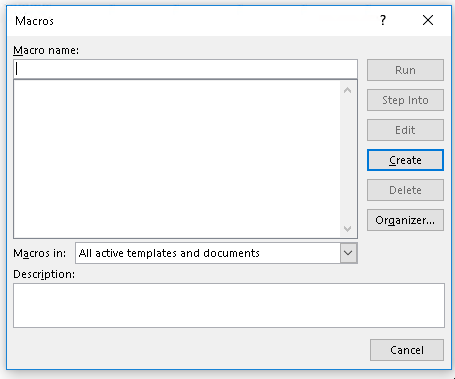 Macros
?
Macro name:
Run
Step Into
Edit
Create
Delete
Organizer...
Macros in: All active templates and documents
Description:
Cancel